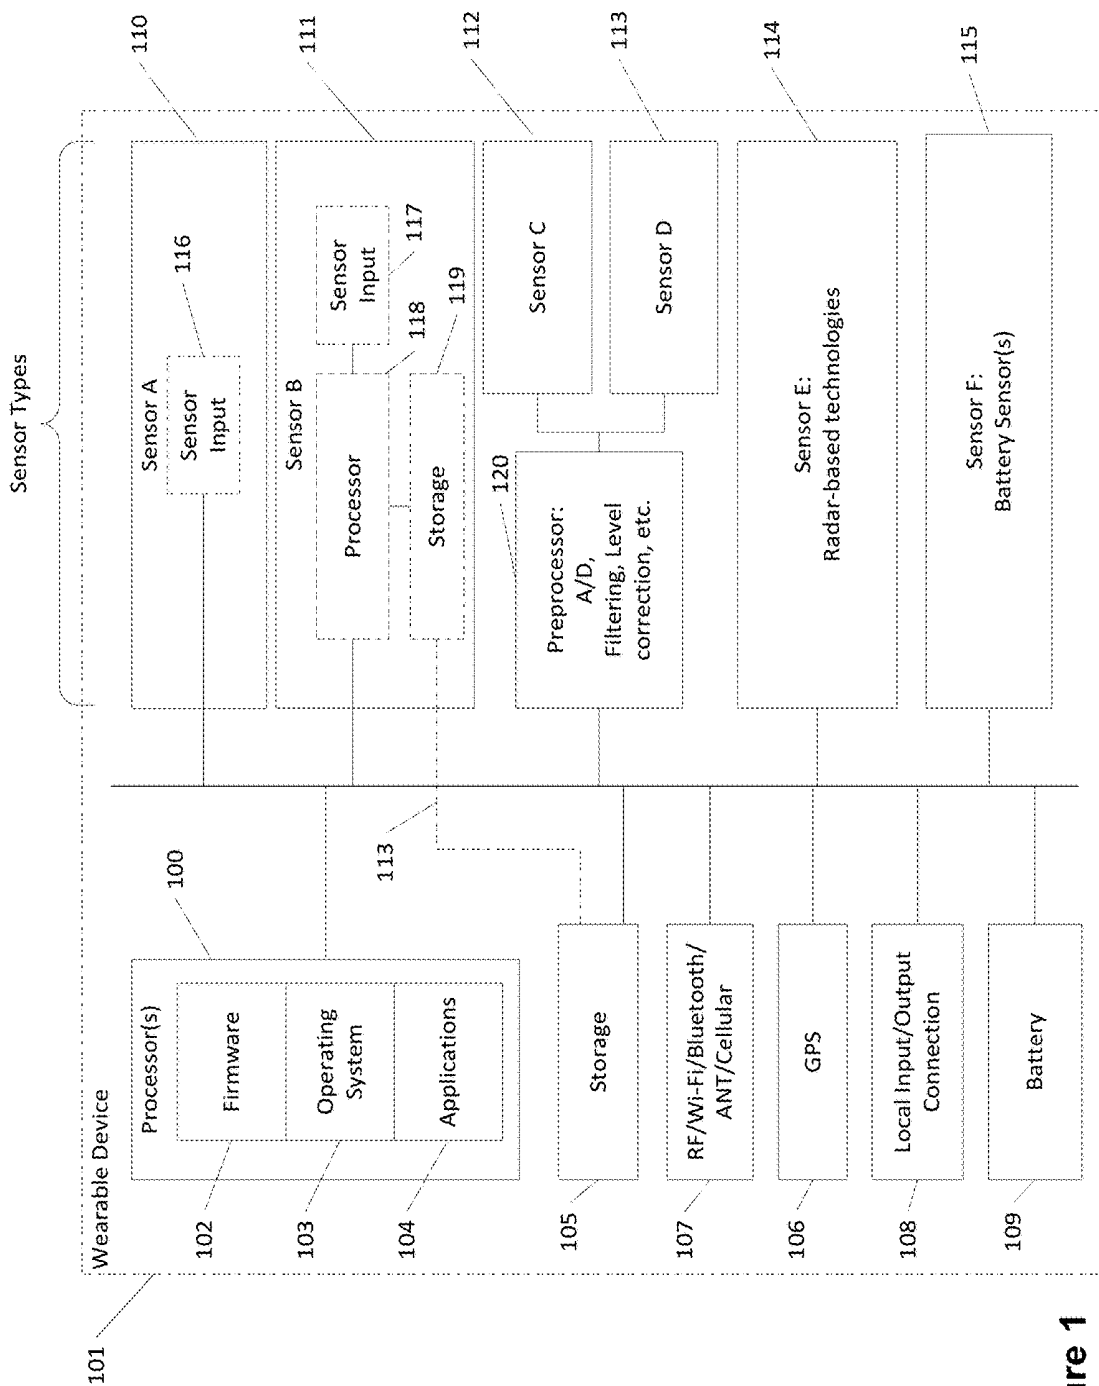 Sensor Types
Wearable Device
101
Processor(s)
100
Firmware
102
Operating
System
103
Applications
104
Storage
105
113
RF/Wi-Fi/Bluetooth/
ANT/Cellular
107
GPS
106
Local Input/Output
Connection
108
Battery
109
Sensor A
110
Sensor
Input
116
Sensor B
111
Sensor
Input
117
Processor
118
Storage
119
Sensor C
112
Sensor D
113
Preprocessor:
A/D,
Filtering, Level
correction, etc.
120
Sensor E:
Radar-based technologies
114
Sensor F:
Battery Sensor(s)
115
ure 1